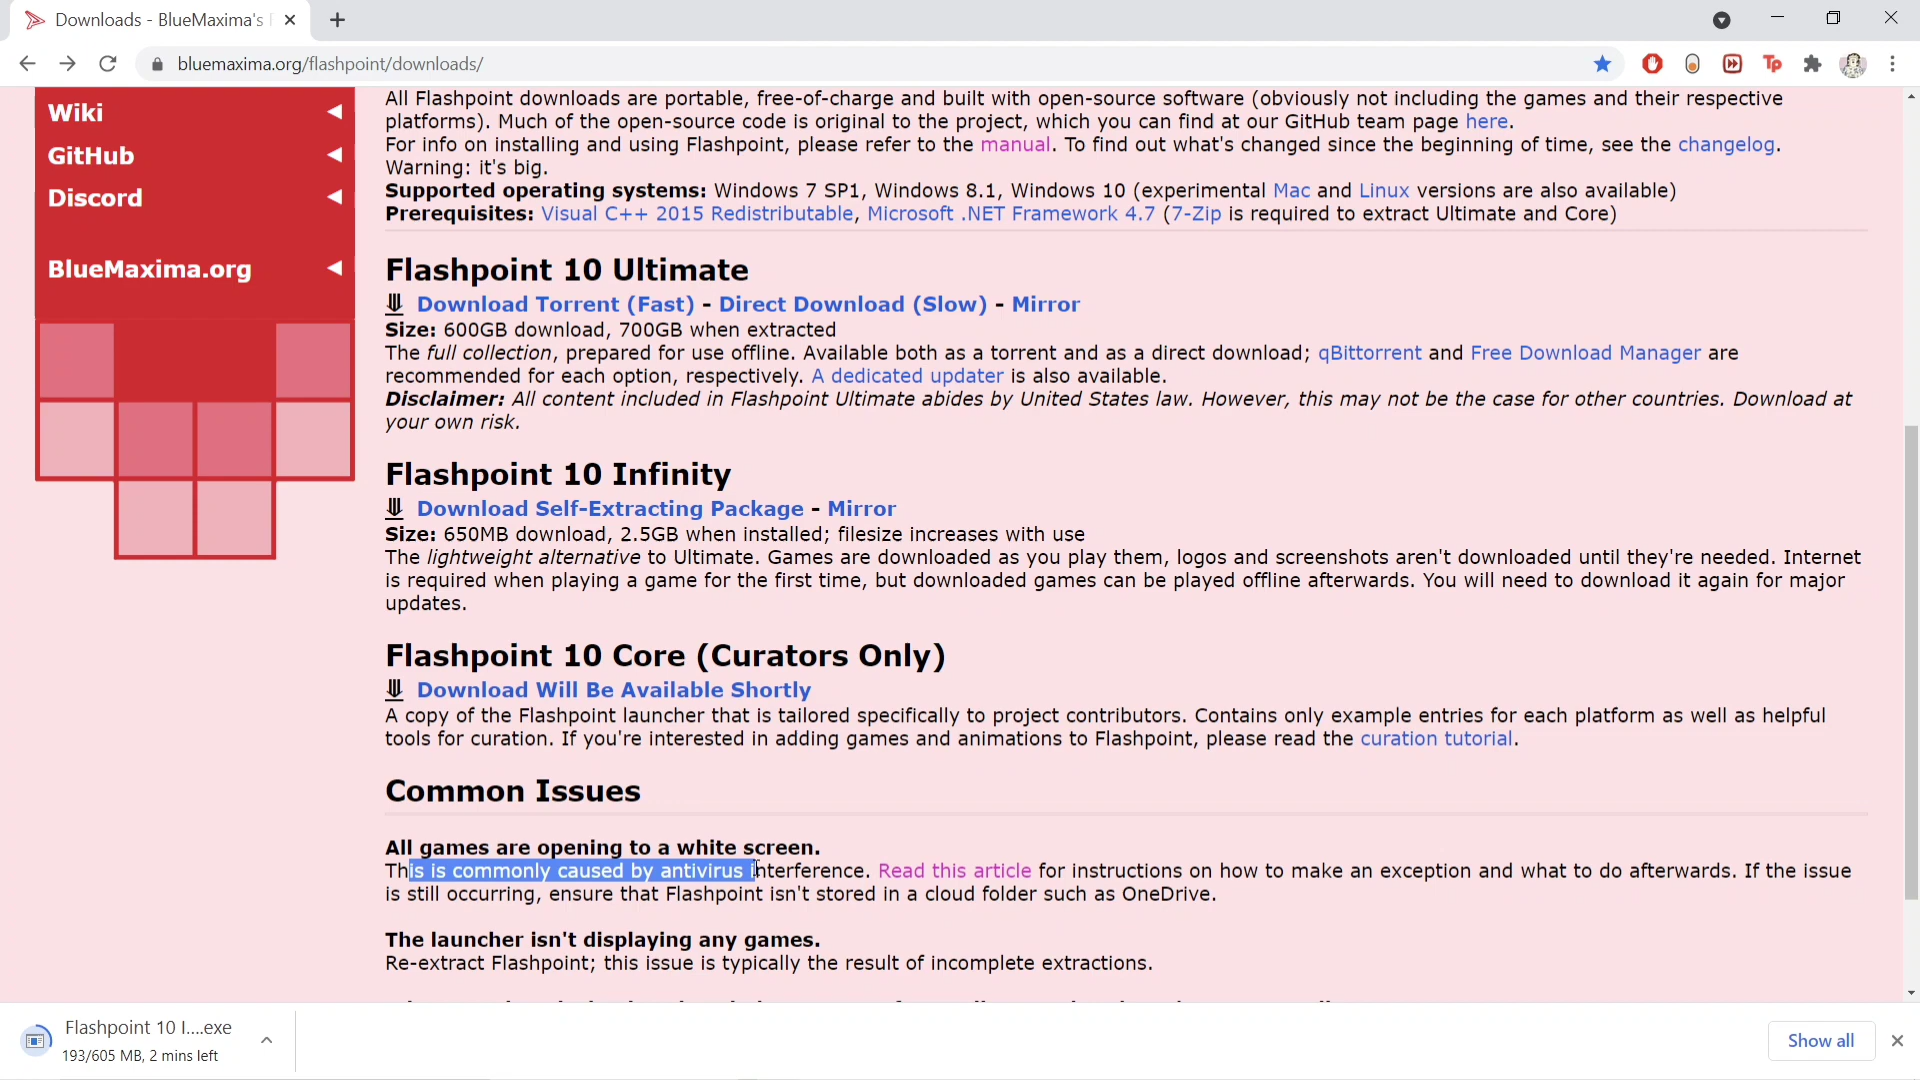 Downloads - BlueMaxima's
bluemaxima.org/flashpoint/downloads/
Wiki
GitHub
Discord
BlueMaxima.org
All Flashpoint downloads are portable, free-of-charge and built with open-source software (obviously not including the games and their respective
platforms). Much of the open-source code is original to the project, which you can find at our GitHub team page here.
For info on installing and using Flashpoint, please refer to the manual. To find out what's changed since the beginning of time, see the changelog.
Warning: it's big.
Supported operating systems: Windows 7 SP1, Windows 8.1, Windows 10 (experimental Mac and Linux versions are also available)
Prerequisites: Visual C++ 2015 Redistributable, Microsoft .NET Framework 4.7 (7-Zip is required to extract Ultimate and Core)
Flashpoint 10 Ultimate
Download Torrent (Fast) - Direct Download (Slow) - Mirror
Size: 600GB download, 700GB when extracted
The full collection, prepared for use offline. Available both as a torrent and as a direct download; qBittorrent and Free Download Manager are
recommended for each option, respectively. A dedicated updater is also available.
Disclaimer: All content included in Flashpoint Ultimate abides by United States law. However, this may not be the case for other countries. Download at
your own risk.
Flashpoint 10 Infinity
Download Self-Extracting Package - Mirror
Size: 650MB download, 2.5GB when installed; filesize increases with use
The lightweight alternative to Ultimate. Games are downloaded as you play them, logos and screenshots aren't downloaded until they're needed. Internet
is required when playing a game for the first time, but downloaded games can be played offline afterwards. You will need to download it again for major
updates.
Flashpoint 10 Core (Curators Only)
Download Will Be Available Shortly
A copy of the Flashpoint launcher that is tailored specifically to project contributors. Contains only example entries for each platform as well as helpful
tools for curation. If you're interested in adding games and animations to Flashpoint, please read the curation tutorial.
Common Issues
All games are opening to a white screen.
This is commonly caused by antivirus interference. Read this article for instructions on how to make an exception and what to do afterwards. If the issue
is still occurring, ensure that Flashpoint isn't stored in a cloud folder such as OneDrive.
The launcher isn't displaying any games.
Re-extract Flashpoint; this issue is typically the result of incomplete extractions.
Flashpoint 10 I....exe
193/605 MB, 2 mins left
Show all